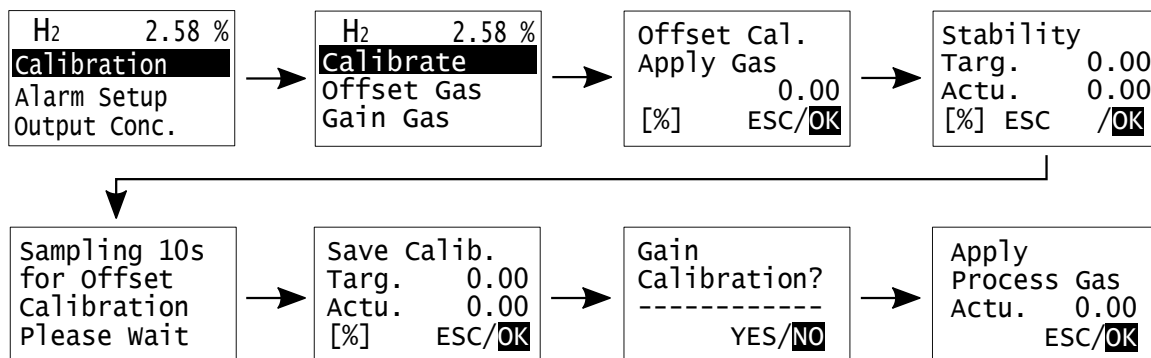 H2 2.58 %
Calibration
Alarm Setup
Output Conc.
H2 2.58 %
Calibrate
Offset Gas
Gain Gas
Offset Cal.
Apply Gas
0.00
[%] ESC/OK
Stability
Targ. 0.00
Actu. 0.00
[%] ESC /OK
Sampling 10s
for Offset
Calibration
Please Wait
Save Calib.
Targ. 0.00
Actu. 0.00
[%] ESC/OK
Gain
Calibration?
------------
YES/NO
Apply
Process Gas
Actu. 0.00
ESC/OK